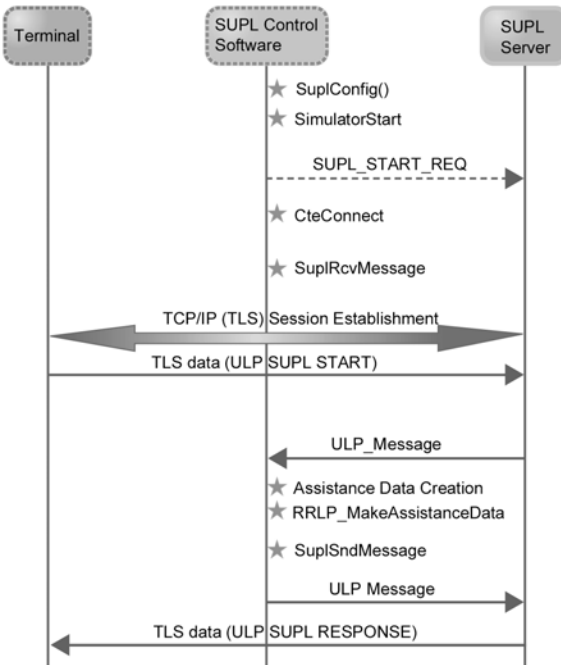 Terminal
SUPL Control
Software
SUPL
Server
SuplConfig()
SimulatorStart
SUPL_START_REQ
CteConnect
SuplRcvMessage
TCP/IP (TLS) Session Establishment
TLS data (ULP SUPL START)
ULP_Message
Assistance Data Creation
RRLP_MakeAssistanceData
SuplSndMessage
ULP Message
TLS data (ULP SUPL RESPONSE)